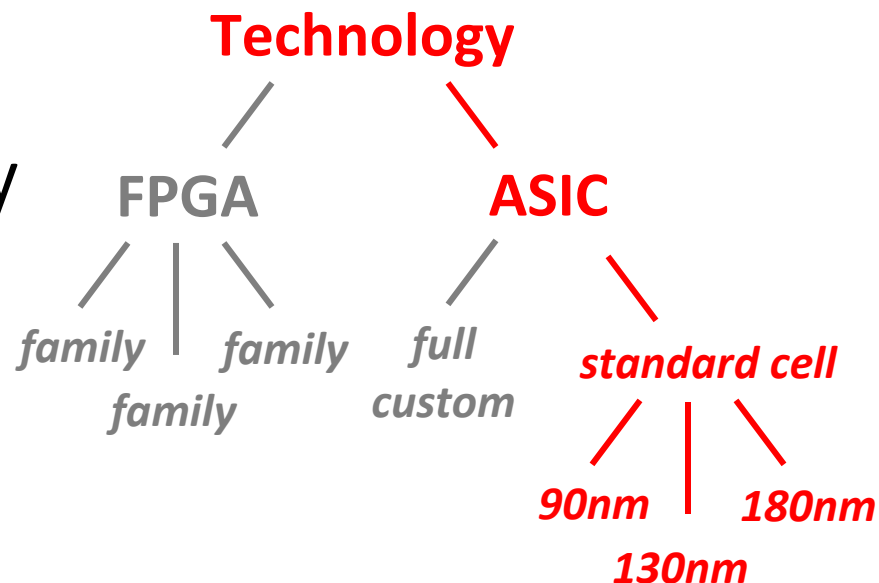 Technology
y
FPGA ASIC
family family full standard cell
family custom
90nm 180nm
130nm